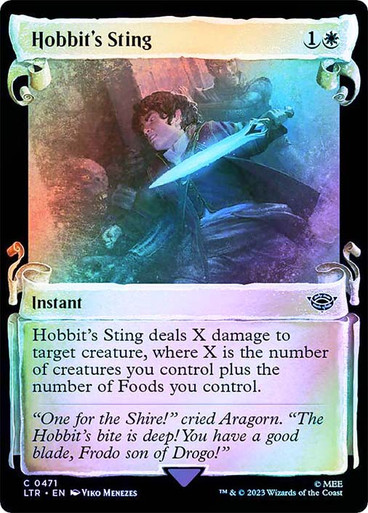 Hobbit's Sting 1
Instant
Hobbit's Sting deals X damage to
target creature, where X is the number
of creatures you control plus the
number of Foods you control.
“One for the Shire!” cried Aragorn. “The
Hobbit's bite is deep! You have a good
blade, Frodo son of Drogo!”
C 0471
LTR • EN Viko Menezes
© MEE
™ & © 2023 Wizards of the Coast